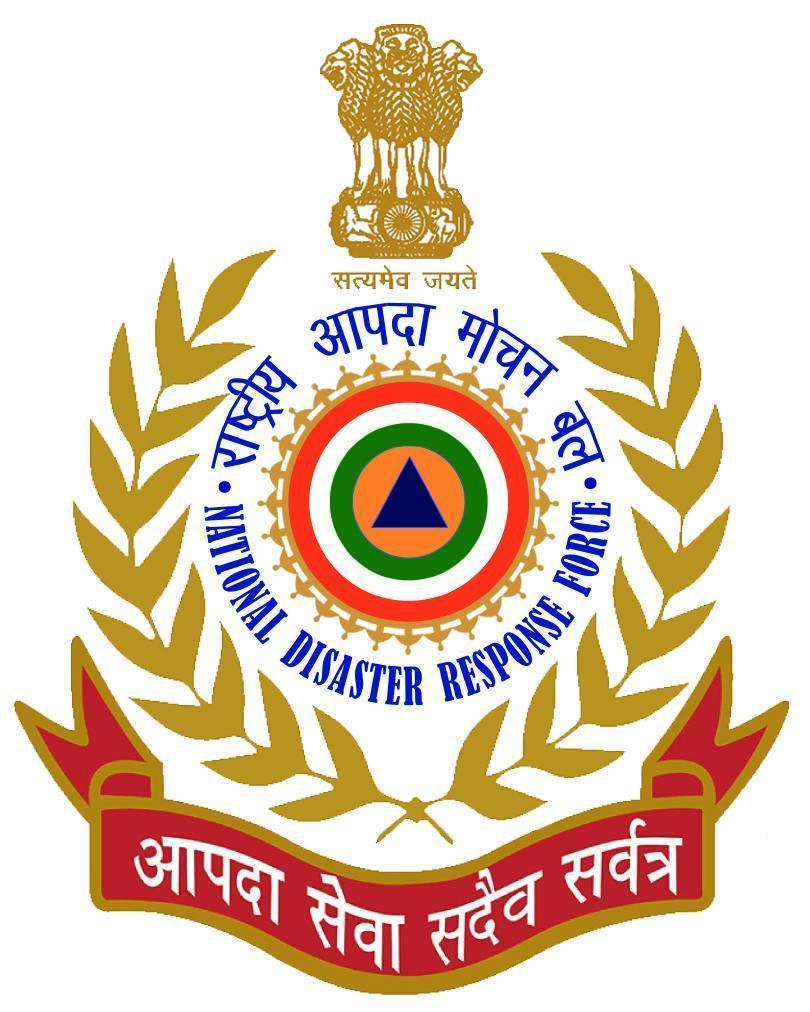 सत्यमेव जयते
राष्ट्रीय आपदा मोचन बल
• NATIONAL DISASTER RESPONSE FORCE •
आपदा सेवा सदैव सर्वत्र